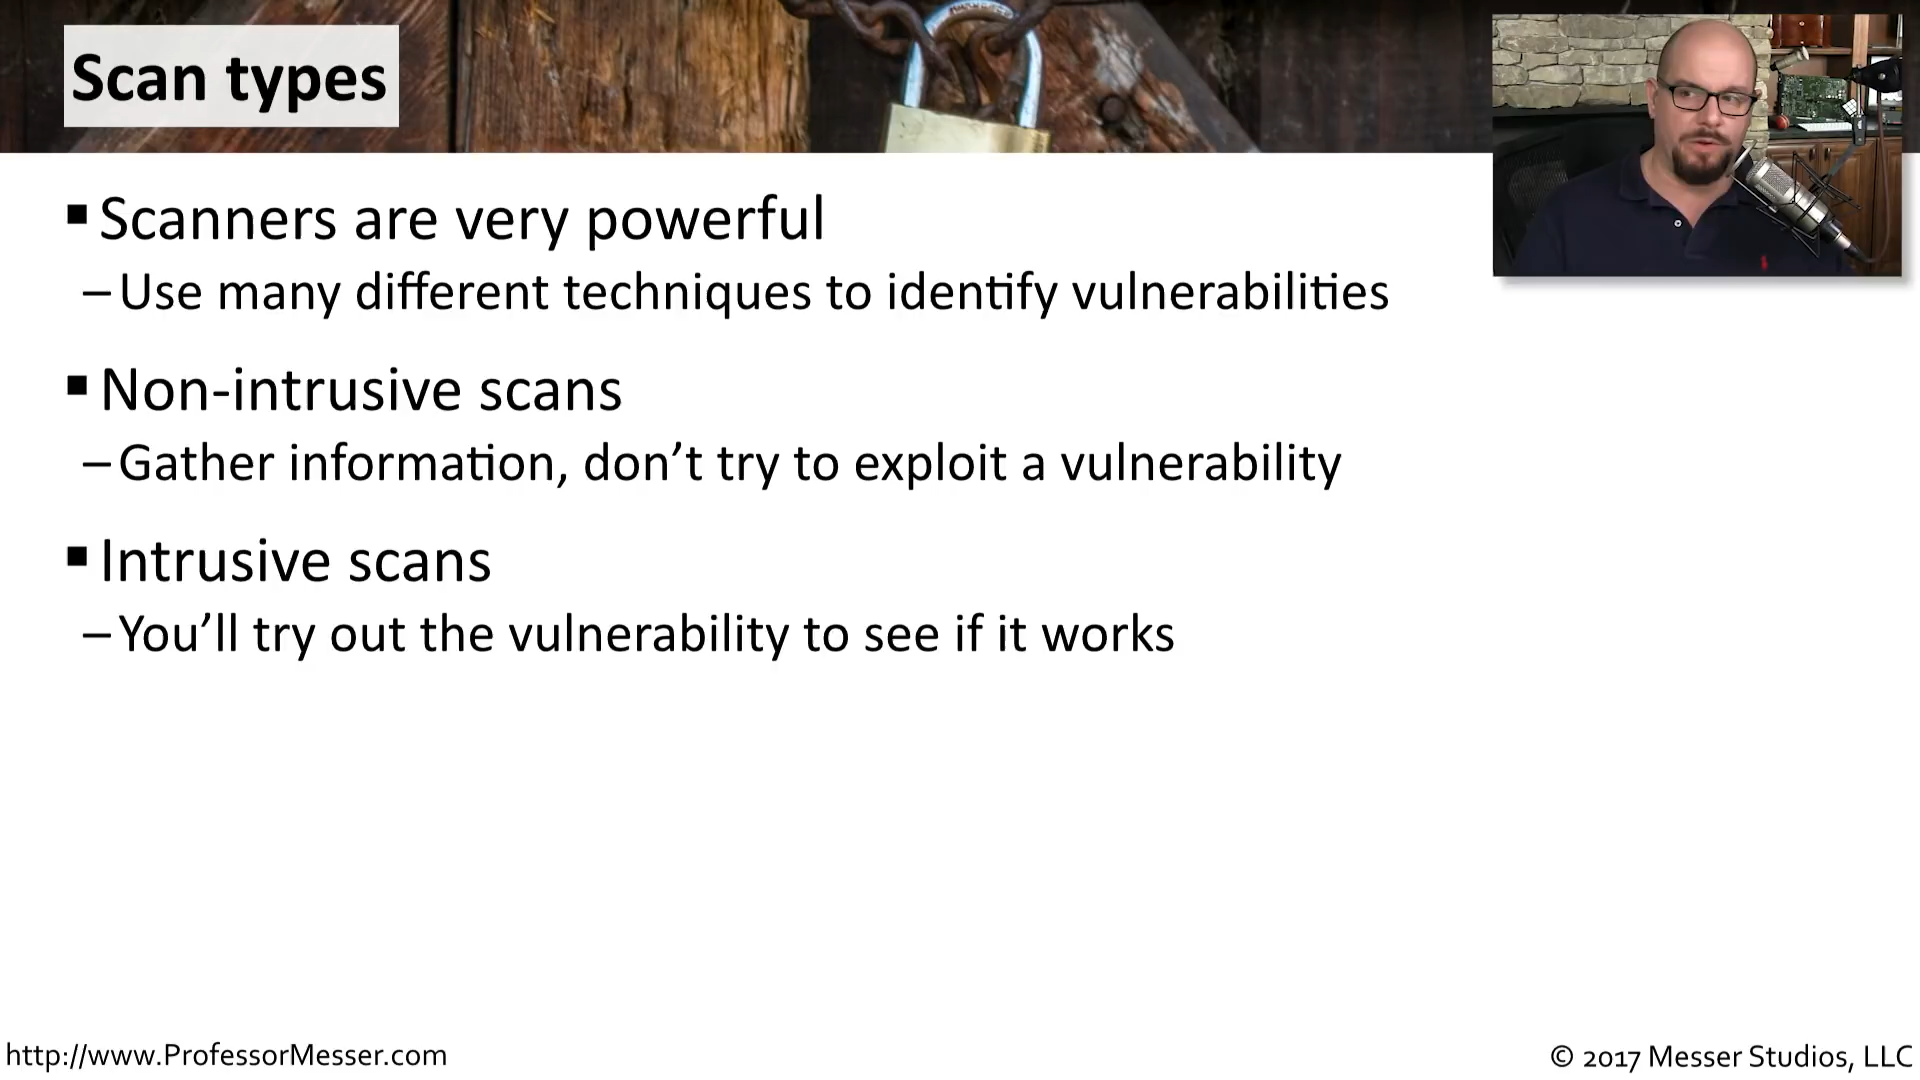 Scan types
▪ Scanners are very powerful
– Use many different techniques to identify vulnerabilities
▪ Non-intrusive scans
– Gather information, don’t try to exploit a vulnerability
▪ Intrusive scans
– You’ll try out the vulnerability to see if it works
http://www.ProfessorMesser.com
© 2017 Messer Studios, LLC